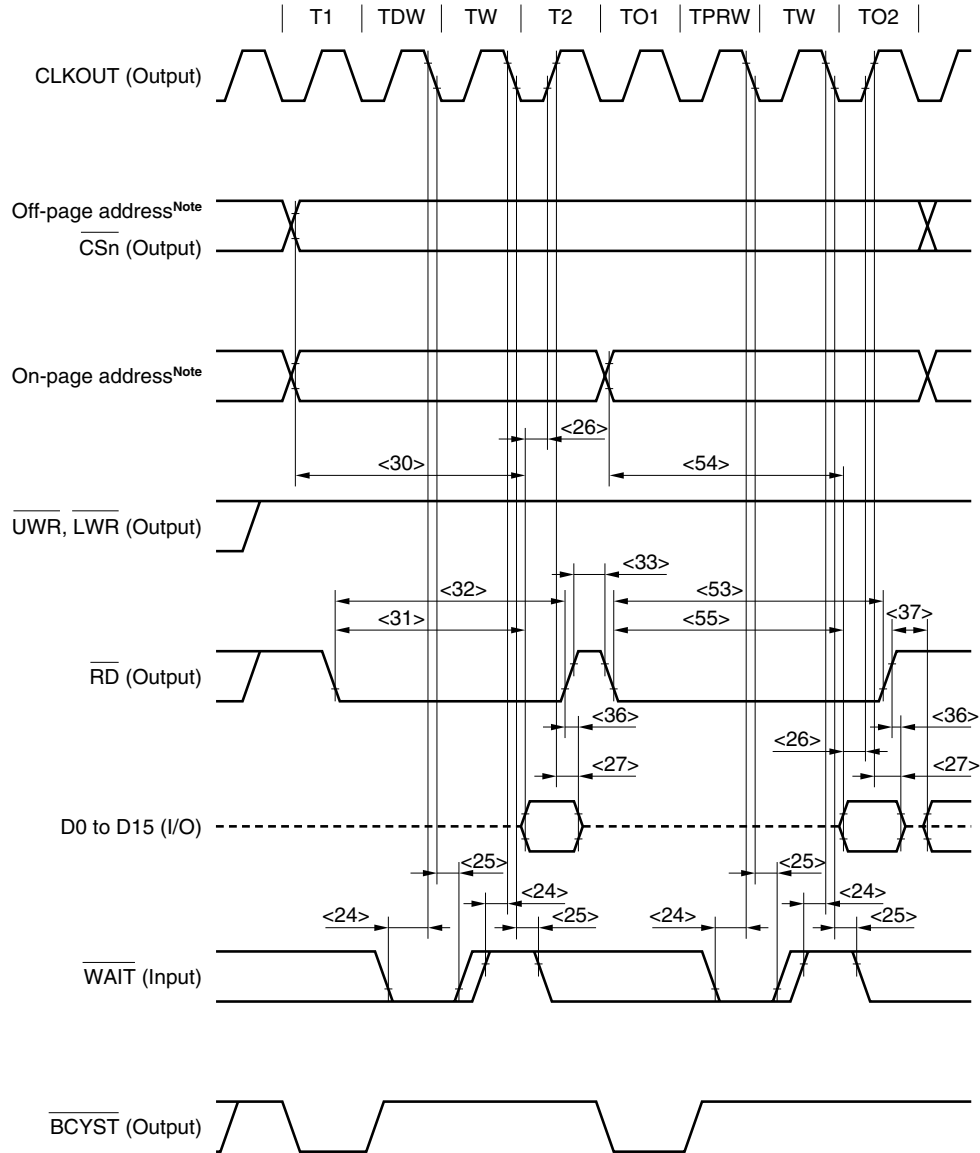 T1 TDW TW T2 TO1 TPRW TW TO2
CLKOUT (Output)
Off-page addressNote
CSn (Output)
On-page addressNote
<26>
<30> <54>
UWR, LWR (Output)
<33>
<32> <53>
<37>
<31> <55>
RD (Output)
<36> <36>
<26>
<27> <27>
D0 to D15 (I/O)
<25> <25>
<24> <24>
<24> <25> <24> <25>
WAIT (Input)
BCYST (Output)